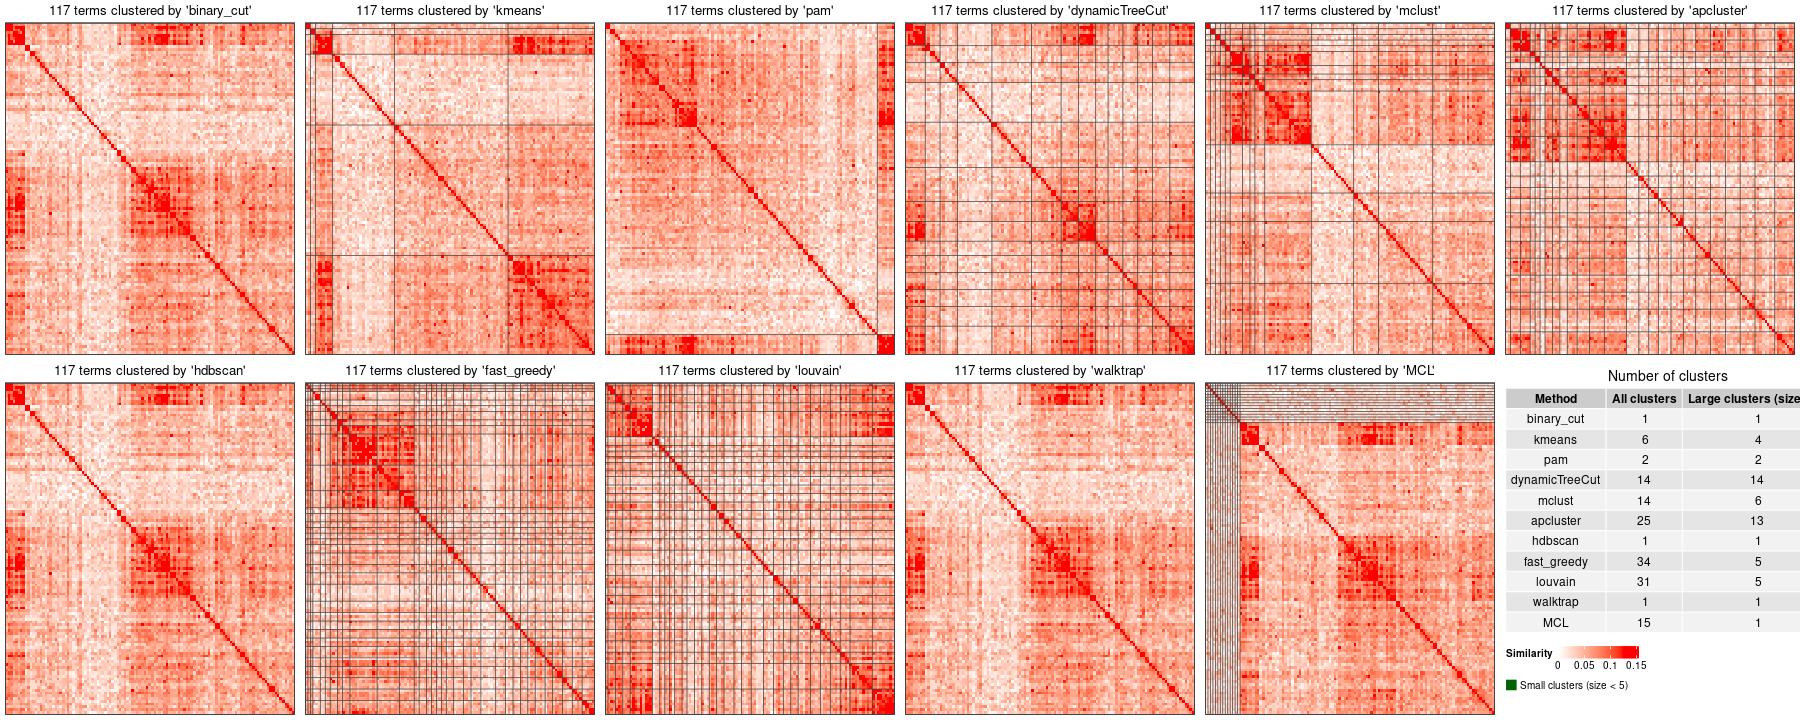 117 terms clustered by 'binary_cut'
117 terms clustered by 'kmeans'
117 terms clustered by 'pam'
117 terms clustered by 'dynamicTreeCut'
117 terms clustered by 'mclust'
117 terms clustered by 'apcluster'
117 terms clustered by 'hdbscan'
117 terms clustered by 'fast_greedy'
117 terms clustered by 'louvain'
117 terms clustered by 'walktrap'
117 terms clustered by 'MCL'
Number of clusters
Method All clusters Large clusters (size
binary_cut 1 1
kmeans 6 4
pam 2 2
dynamicTreeCut 14 14
mclust 14 6
apcluster 25 13
hdbscan 1 1
fast_greedy 34 5
louvain 31 5
walktrap 1 1
MCL 15 1
Similarity
0 0.05 0.1 0.15
Small clusters (size < 5)